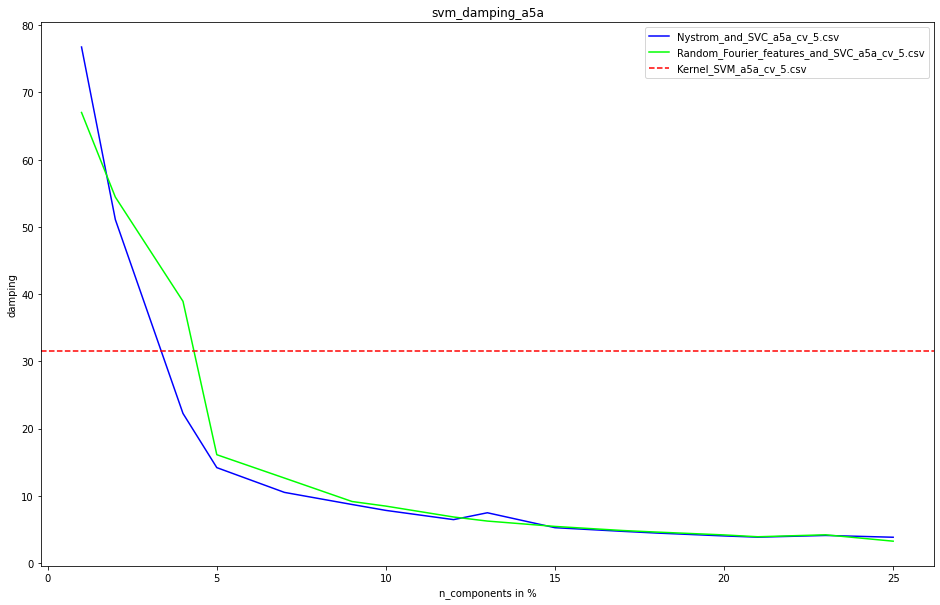 svm_damping_a5a
Nystrom_and_SVC_a5a_cv_5.csv
Random_Fourier_features_and_SVC_a5a_cv_5.csv
Kernel_SVM_a5a_cv_5.csv
damping
80
70
60
50
40
30
20
10
0
0 5 10 15 20 25
n_components in %